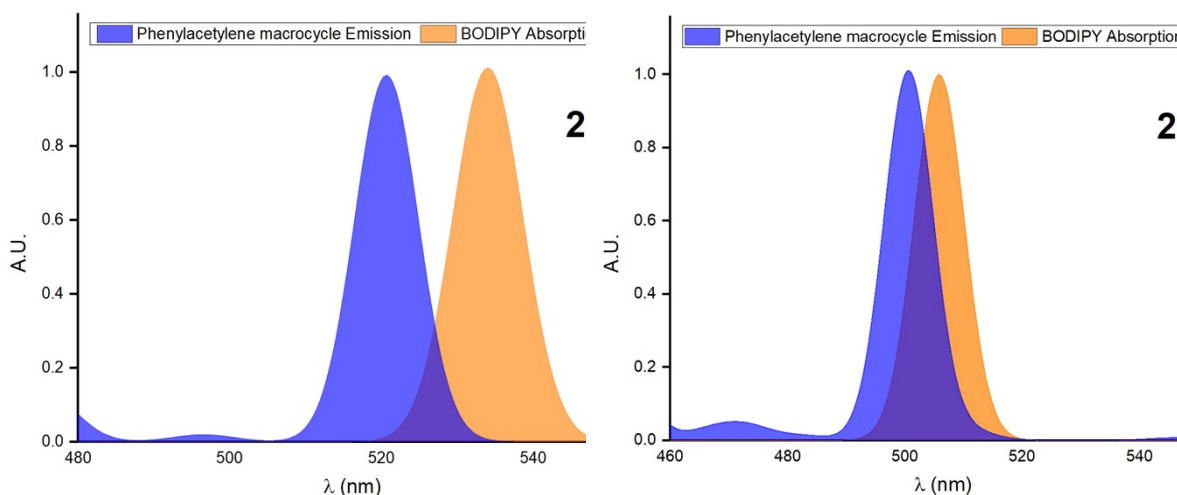 Phenylacetylene macrocycle Emission BODIPY Absorptio
2
1.0
0.8
0.6
0.4
0.2
0.0
A.U.
480 500 520 540
λ (nm)
Phenylacetylene macrocycle Emission BODIPY Absorption
2
1.0
0.8
0.6
0.4
0.2
0.0
A.U.
460 480 500 520 540
λ (nm)